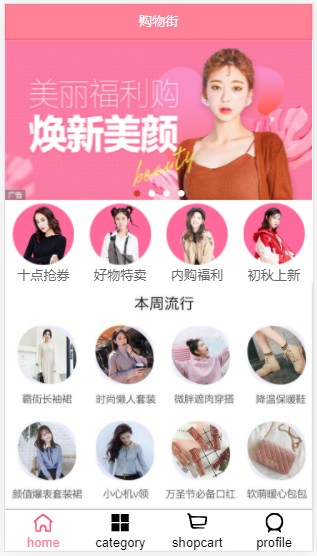 购物街
美丽福利购
焕新美颜
beauty
广告
十点抢券 好物特卖 内购福利 初秋上新
本周流行
霸街长袖裙 时尚懒人套装 微胖遮肉穿搭 降温保暖鞋
颜值爆表套装裙 小心机v领 万圣节必备口红 软萌暖心包包
home category shopcart profile